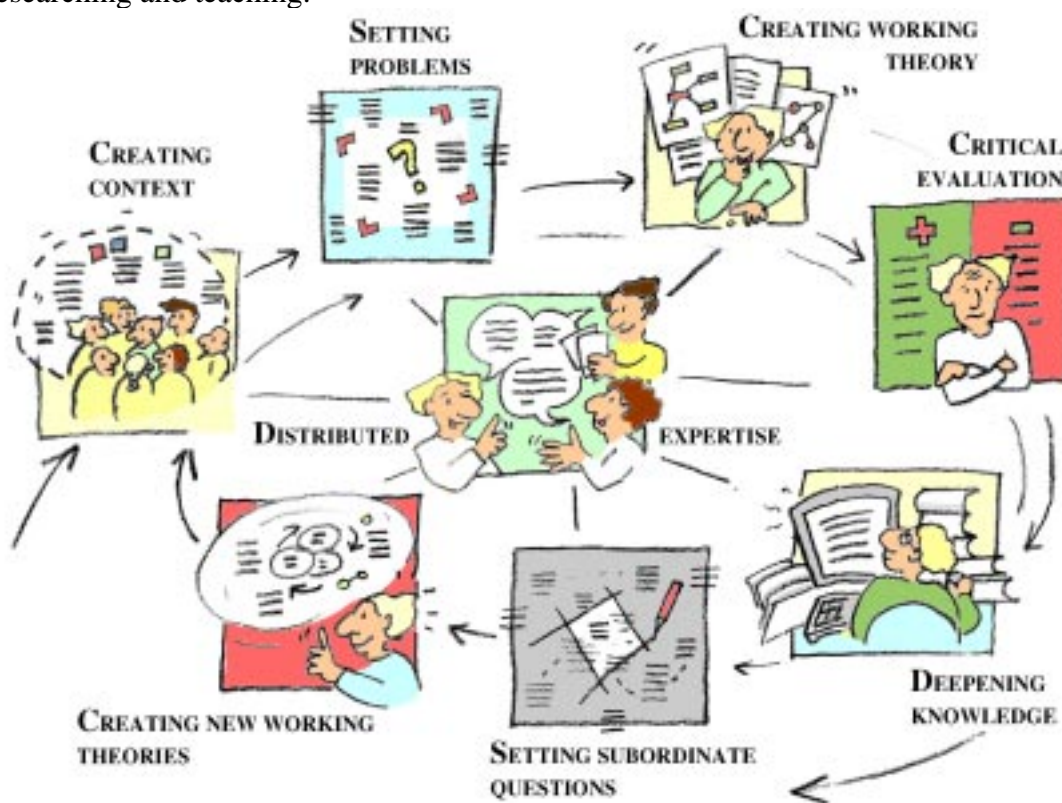 researching and teaching.
SETTING
PROBLEMS
CREATING WORKING
THEORY
CREATING
CONTEXT
CRITICAL
EVALUATION
DISTRIBUTED EXPERTISE
CREATING NEW WORKING
THEORIES
SETTING SUBORDINATE
QUESTIONS
DEEPENING
KNOWLEDGE